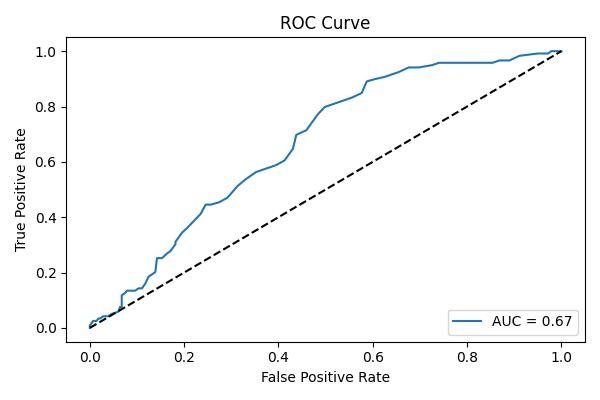 ROC Curve
1.0
0.8
0.6
0.4
0.2
0.0
True Positive Rate
AUC = 0.67
0.0 0.2 0.4 0.6 0.8 1.0
False Positive Rate